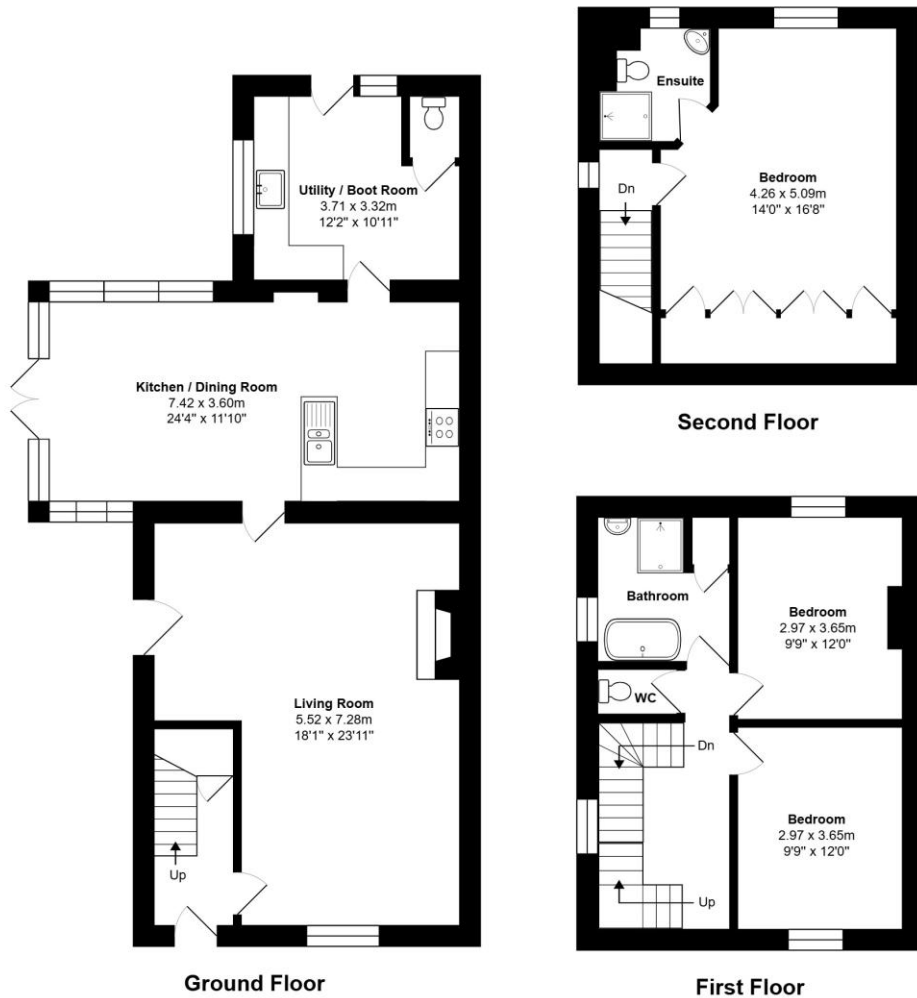 Utility / Boot Room
3.71 x 3.32m
12'2" x 10'11"
Kitchen / Dining Room
7.42 x 3.60m
24'4" x 11'10"
Living Room
5.52 x 7.28m
18'1" x 23'11"
Up
Ground Floor
Ensuite
Bedroom
4.26 x 5.09m
14'0" x 16'8"
Dn
Second Floor
Bathroom
Bedroom
2.97 x 3.65m
9'9" x 12'0"
WC
Dn
Bedroom
2.97 x 3.65m
9'9" x 12'0"
Up
First Floor